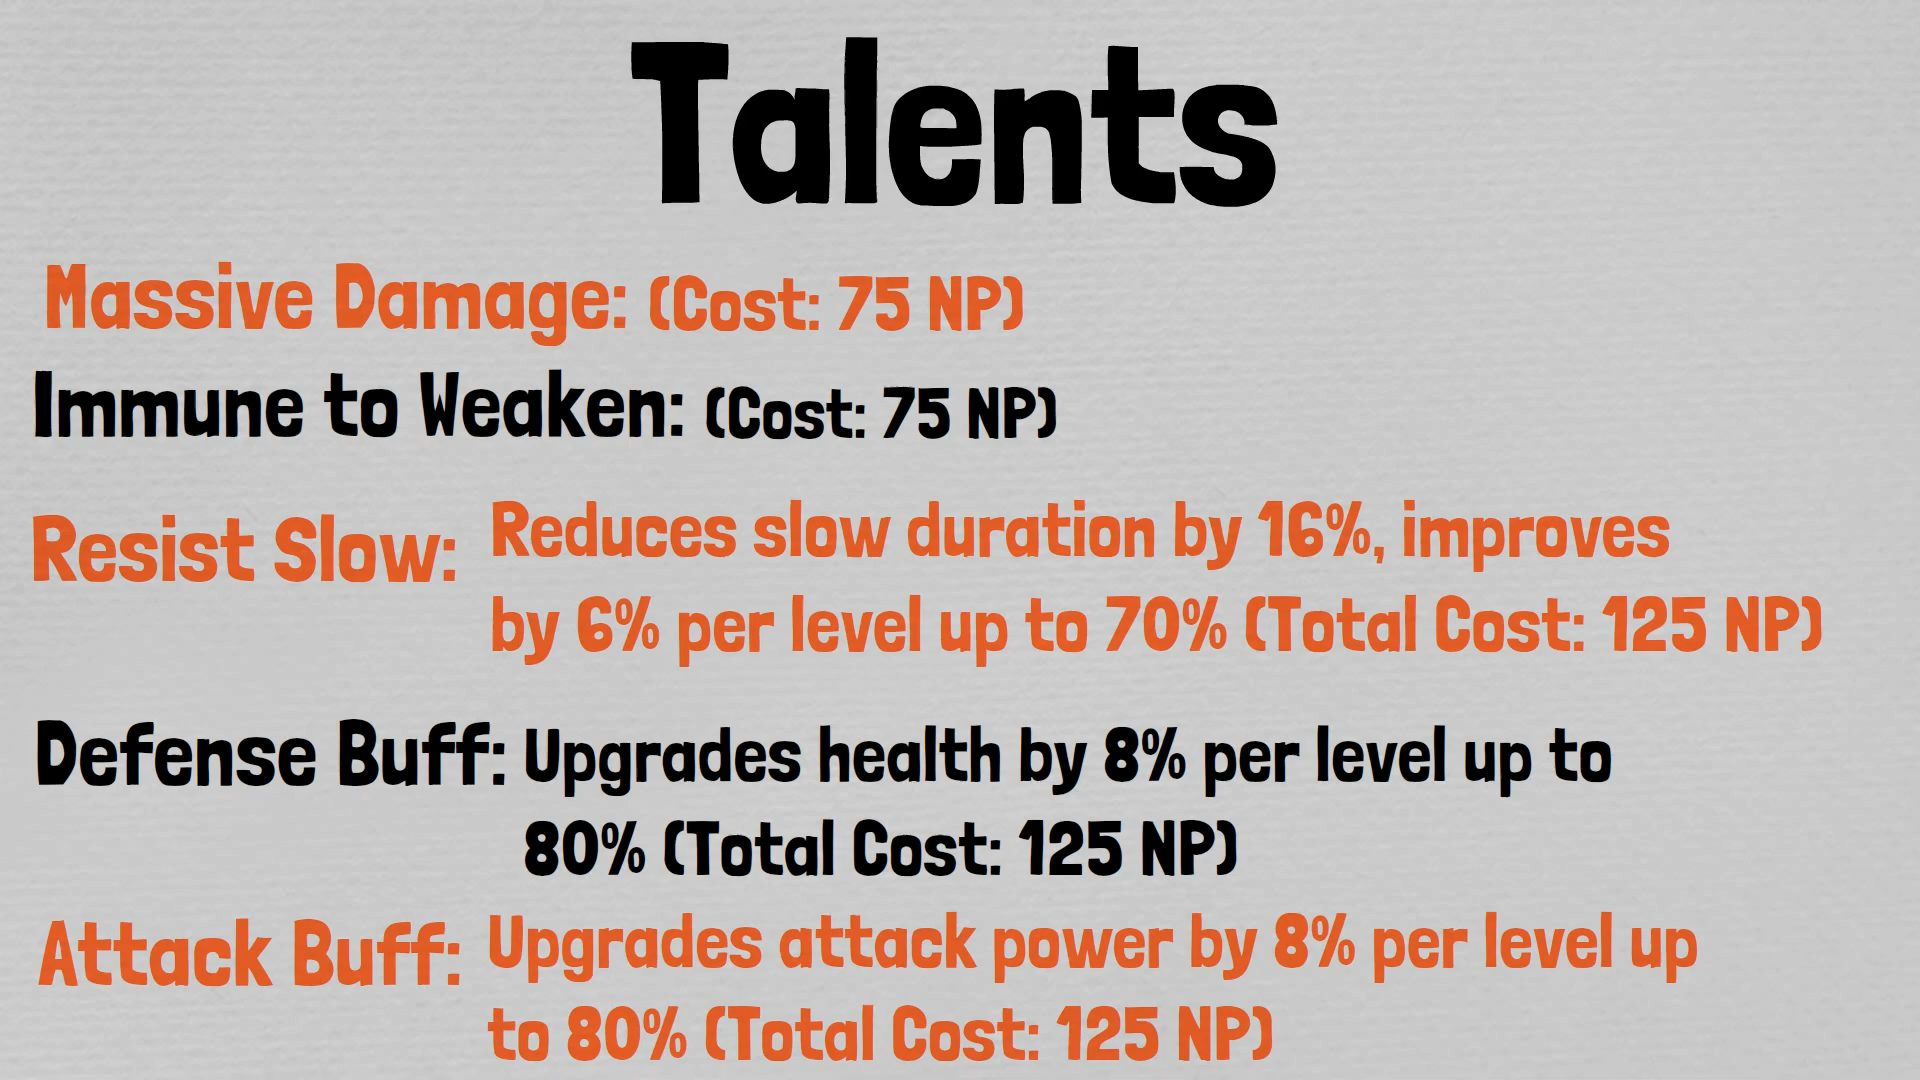 Talents
Massive Damage: (Cost: 75 NP)
Immune to Weaken: (Cost: 75 NP)
Resist Slow: Reduces slow duration by 16%, improves
by 6% per level up to 70% (Total Cost: 125 NP)
Defense Buff: Upgrades health by 8% per level up to
80% (Total Cost: 125 NP)
Attack Buff: Upgrades attack power by 8% per level up
to 80% (Total Cost: 125 NP)